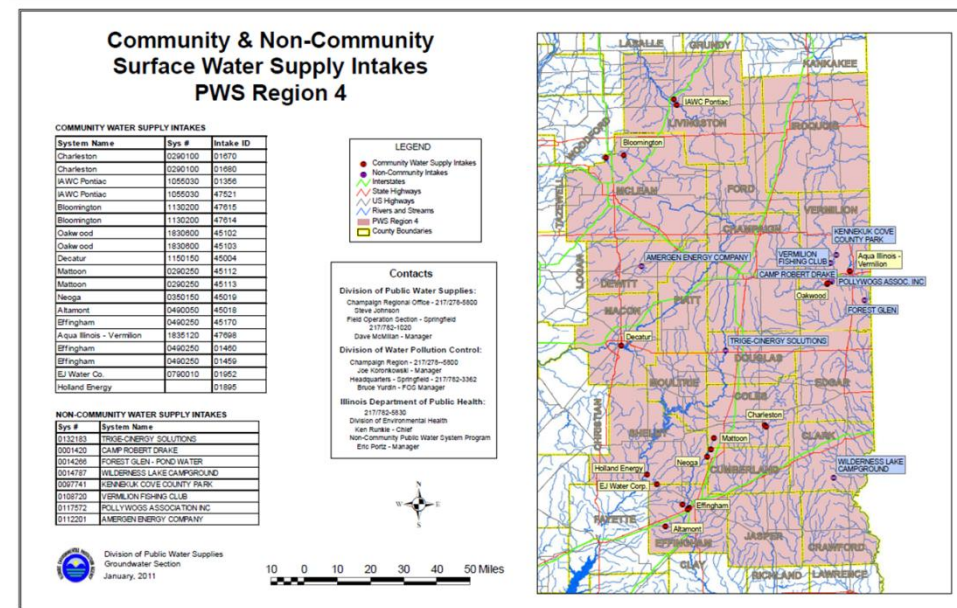 Community & Non-Community
Surface Water Supply Intakes
PWS Region 4
COMMUNITY WATER SUPPLY INTAKES
System Name Sys # Intake ID
Charleston 0290100 01670
Charleston 0290100 01680
IAWC Pontiac 1055030 01356
IAWC Pontiac 1055030 47521
Bloomington 1130200 47615
Bloomington 1130200 47614
Oakwood 1830600 45102
Oakwood 1830600 45103
Decatur 1150150 45004
Mattoon 0290250 45112
Mattoon 0290250 45113
Neoga 0350150 45019
Altamont 0490050 45018
Effingham 0490250 45170
Aqua Illinois - Vermilion 1835120 47698
Effingham 0490250 01460
Effingham 0490250 01459
EJ Water Co. 0790010 01952
Holland Energy 01895
NON-COMMUNITY WATER SUPPLY INTAKES
Sys # System Name
0132183 TRIGE-CINERGY SOLUTIONS
0001420 CAMP ROBERT DRAKE
0014266 FOREST GLEN - POND WATER
0014787 WILDERNESS LAKE CAMPGROUND
0097741 KENNEKUK COVE COUNTY PARK
0108720 VERMILION FISHING CLUB
0117572 POLLYWOGS ASSOCIATION INC
0112201 AMERGEN ENERGY COMPANY
Division of Public Water Supplies
Groundwater Section
January, 2011
LEGEND
Community Water Supply Intakes
Non-Community Intakes
Interstates
State Highways
US Highways
Rivers and Streams
PWS Region 4
County Boundaries
Contacts
Division of Public Water Supplies:
Champaign Regional Office - 217/278-5800
Steve Johnson
Field Operation Section - Springfield
217/782-1020
Dave McMillan - Manager
Division of Water Pollution Control:
Champaign Region - 217/278-5800
Joe Koronkowski - Manager
Headquarters - Springfield - 217/782-3362
Bruce Yurdin - FOS Manager
Illinois Department of Public Health:
217/782-5830
Division of Environmental Health
Ken Runkle - Chief
Non-Community Public Water System Program
Eric Portz - Manager
N
W E
S
10 0 10 20 30 40 50 Miles
LASALLE
GRUNDY
KANKAKEE
IAWC Pontiac
LIVINGSTON
IROQUOIS
WOODFORD
Bloomington
TAZEWELL
MCLEAN
FORD
VERMILION
CHAMPAIGN
KENNEKUK COVE
COUNTY PARK
LOGAN
AMERGEN ENERGY COMPANY
VERMILION
FISHING CLUB
Aqua Illinois -
Vermilion
CAMP ROBERT DRAKE
POLLYWOGS ASSOC. INC
DEWITT
PIATT
Oakwood
FOREST GLEN
MACON
Decatur
TRIGE-CINERGY SOLUTIONS
DOUGLAS
MOULTRIE
EDGAR
COLES
CHRISTIAN
Charleston
SHELBY
Mattoon
CLARK
Neoga
Holland Energy
CUMBERLAND
WILDERNESS LAKE
CAMPGROUND
EJ Water Corp.
FAYETTE
Effingham
Altamont
EFFINGHAM
JASPER
CRAWFORD
CLAY
RICHLAND
LAWRENCE